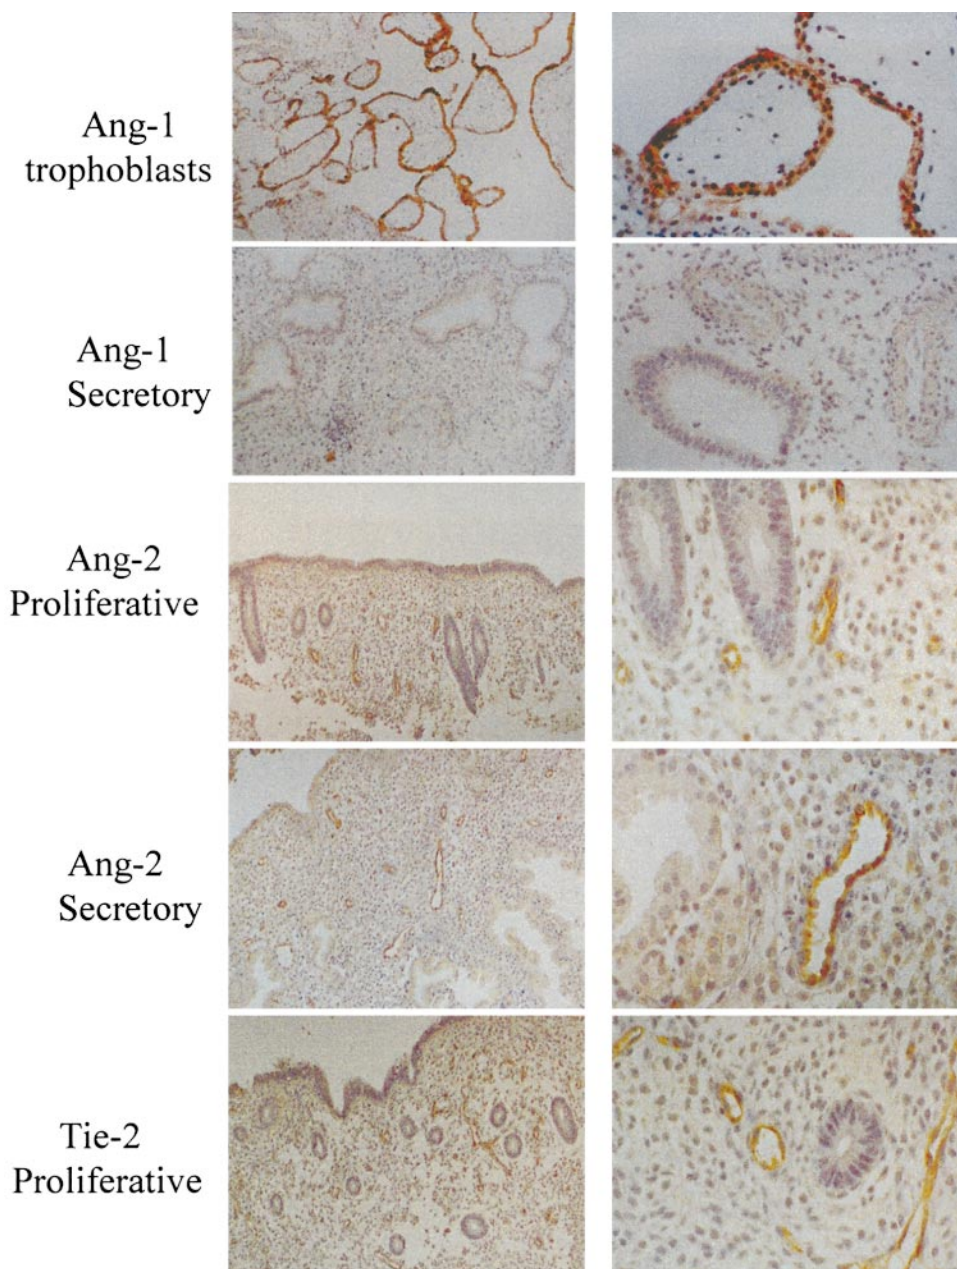 Ang-1
trophoblasts
Ang-1
Secretory
Ang-2
Proliferative
Ang-2
Secretory
Tie-2
Proliferative